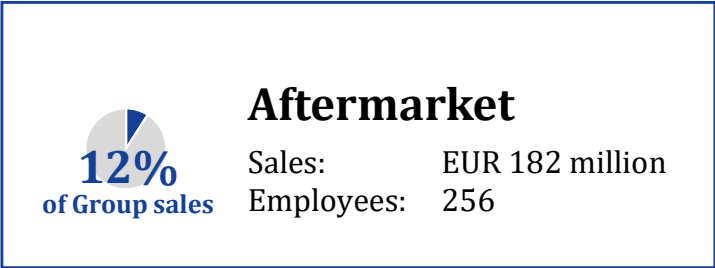 Aftermarket
12%
of Group sales
Sales: EUR 182 million
Employees: 256